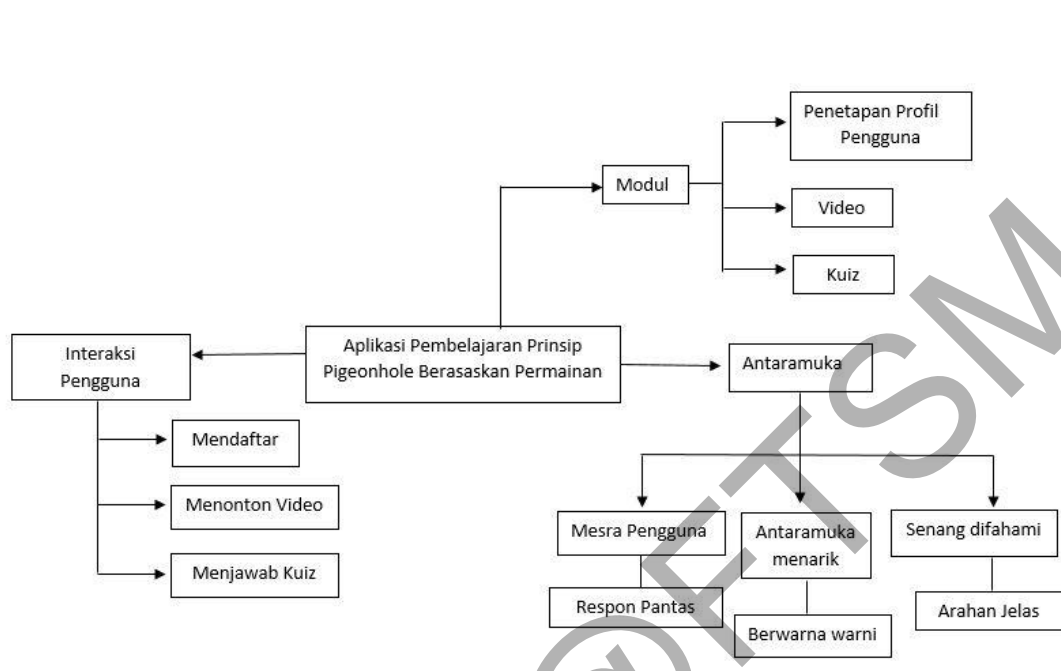 Penetapan Profil
Pengguna
Modul
Video
Kuiz
Interaksi
Pengguna
Aplikasi Pembelajaran Prinsip
Pigeonhole Berasaskan Permainan
Antaramuka
Mendaftar
Menonton Video
Menjawab Kuiz
Mesra Pengguna
Antaramuka
menarik
Senang difahami
Respon Pantas
Berwarna warni
Arahan Jelas
@FTSM